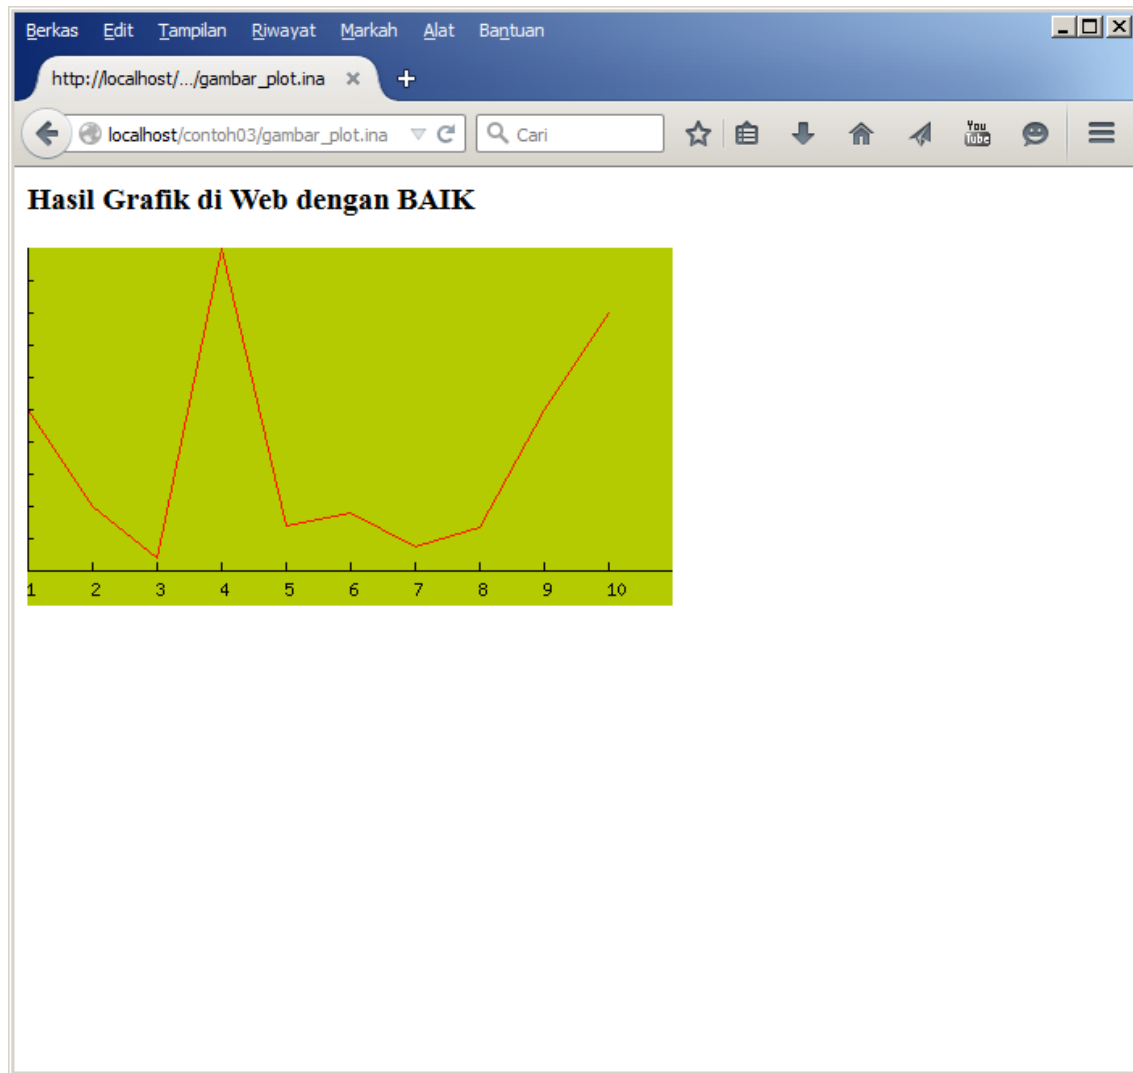 Berkas Edit Tampilan Riwayat Markah Alat Bantuan
http://localhost/.../gambar_plot.ina
localhost/contoh03/gambar_plot.ina Cari You Tube
Hasil Grafik di Web dengan BAIK
1 2 3 4 5 6 7 8 9 10